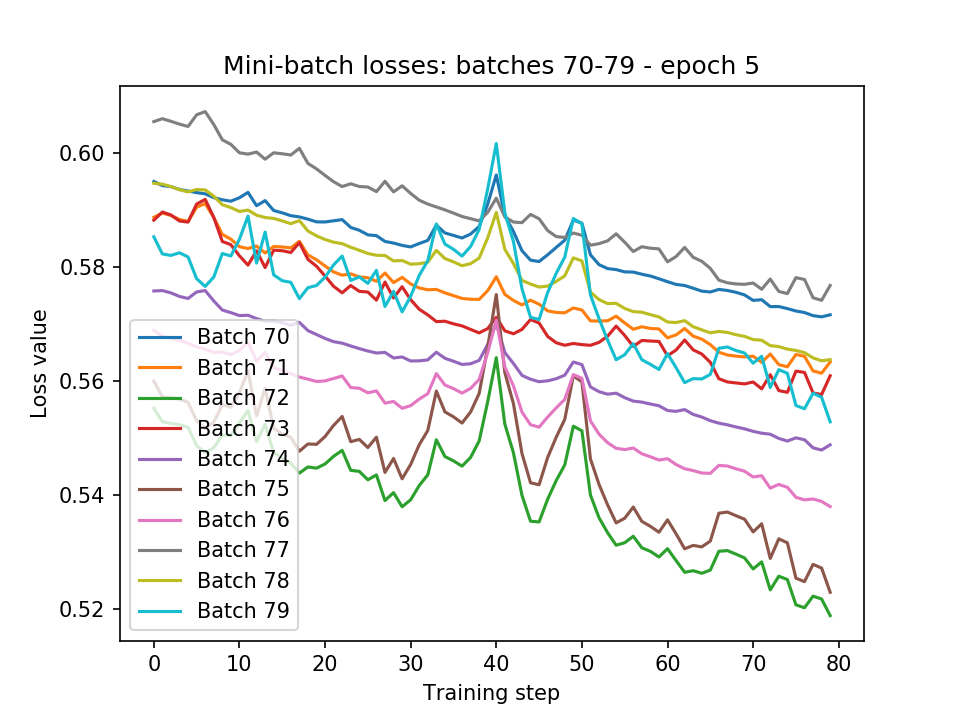 Mini-batch losses: batches 70-79 - epoch 5
Loss value
0.60
0.58
0.56
0.54
0.52
Batch 70
Batch 71
Batch 72
Batch 73
Batch 74
Batch 75
Batch 76
Batch 77
Batch 78
Batch 79
0 10 20 30 40 50 60 70 80
Training step